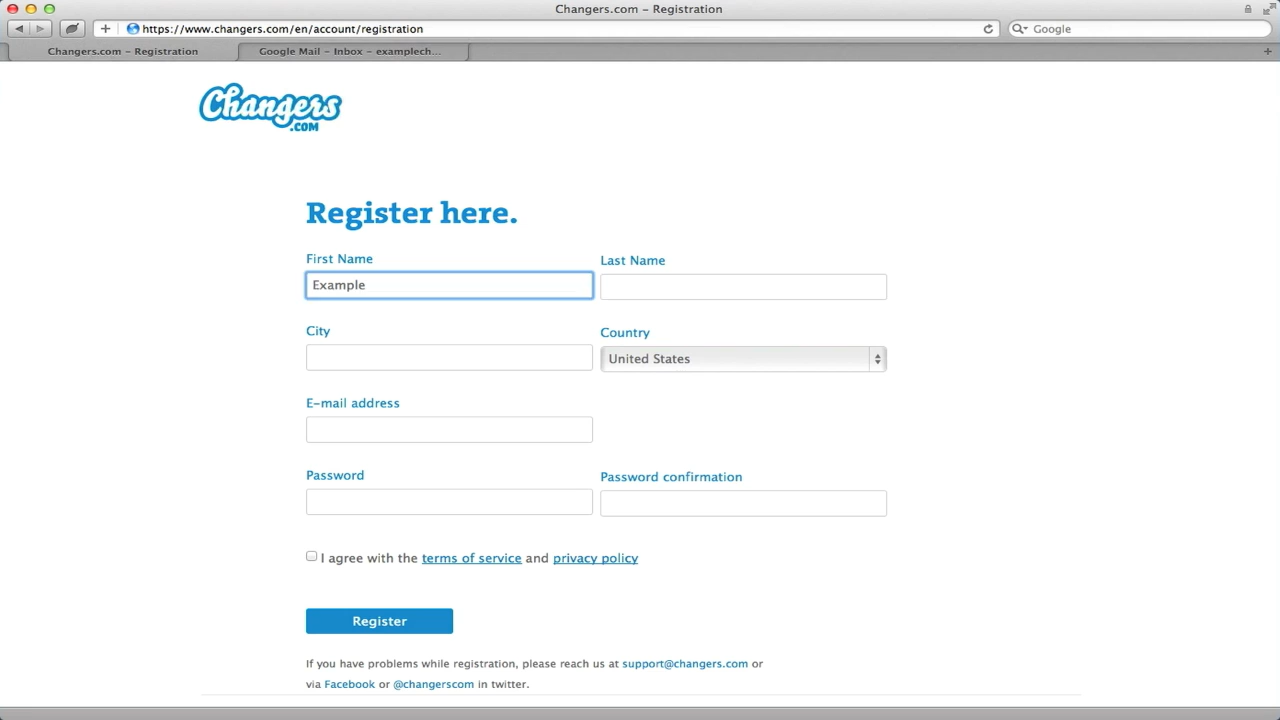 Changers.com – Registration
https://www.changers.com/en/account/registration
Google
Changers.com – Registration
Google Mail – Inbox – examplech...
Changers
.COM
Register here.
First Name
Last Name
Example
City
Country
United States
E-mail address
Password
Password confirmation
I agree with the terms of service and privacy policy
Register
If you have problems while registration, please reach us at support@changers.com or
via Facebook or @changerscom in twitter.